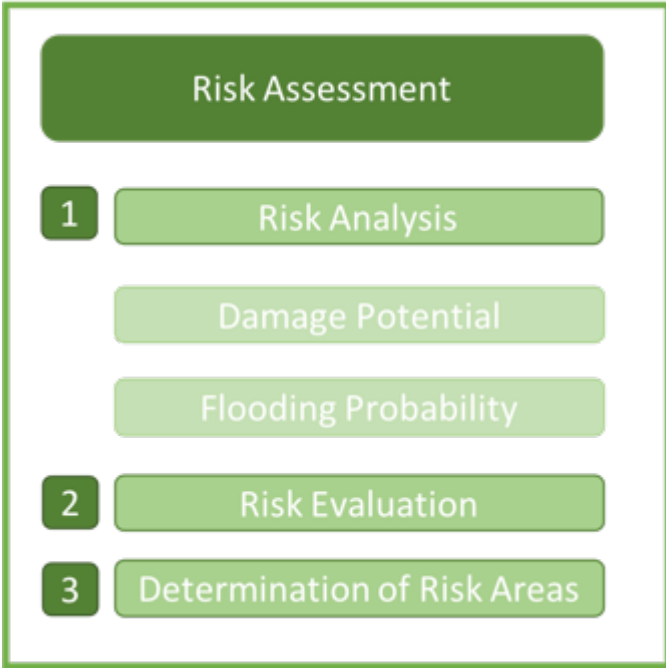 Risk Assessment
1 Risk Analysis
Damage Potential
Flooding Probability
2 Risk Evaluation
3 Determination of Risk Areas